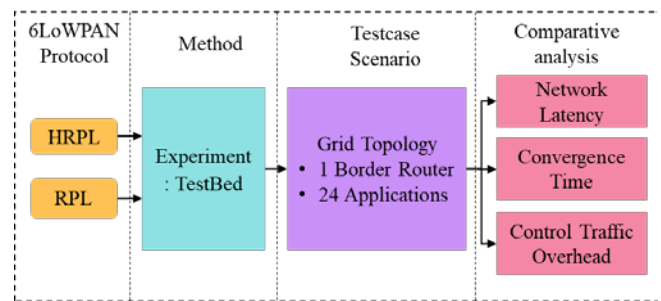 6LoWPAN
Protocol
Method
Testcase
Scenario
Comparative
analysis
HRPL
RPL
Experiment
: TestBed
Grid Topology
• 1 Border Router
• 24 Applications
Network
Latency
Convergence
Time
Control Traffic
Overhead